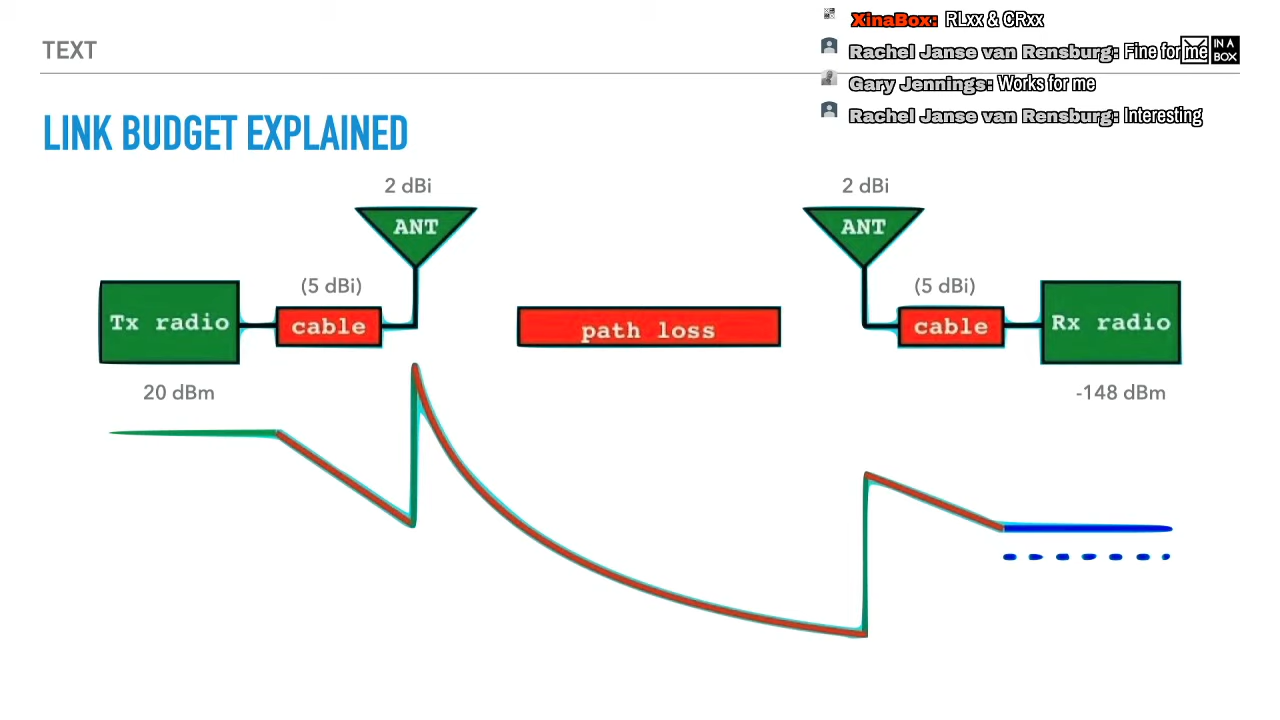 XinaBox: RLxx & CRxx
TEXT
Rachel Janse van Rensburg: Fine for me
IN A
BOX
Gary Jennings: Works for me
Rachel Janse van Rensburg: Interesting
LINK BUDGET EXPLAINED
2 dBi
2 dBi
ANT
ANT
(5 dBi)
(5 dBi)
Tx radio
cable
path loss
cable
Rx radio
20 dBm
-148 dBm